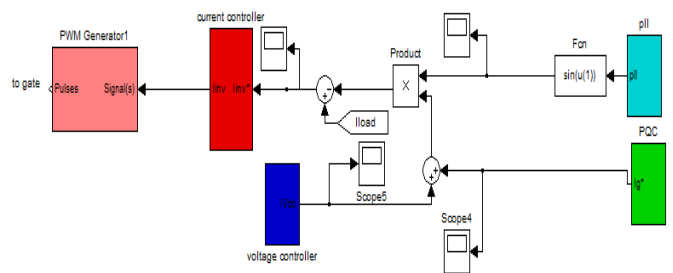 current controller
pll
PWM Generator1
Product
Fcn
to gate
Pulses
Signal(s)
Iinv
Iinv*
X
sin(u(1))
pll
Iload
PQC
Ig*
Scope5
Scope4
voltage controller